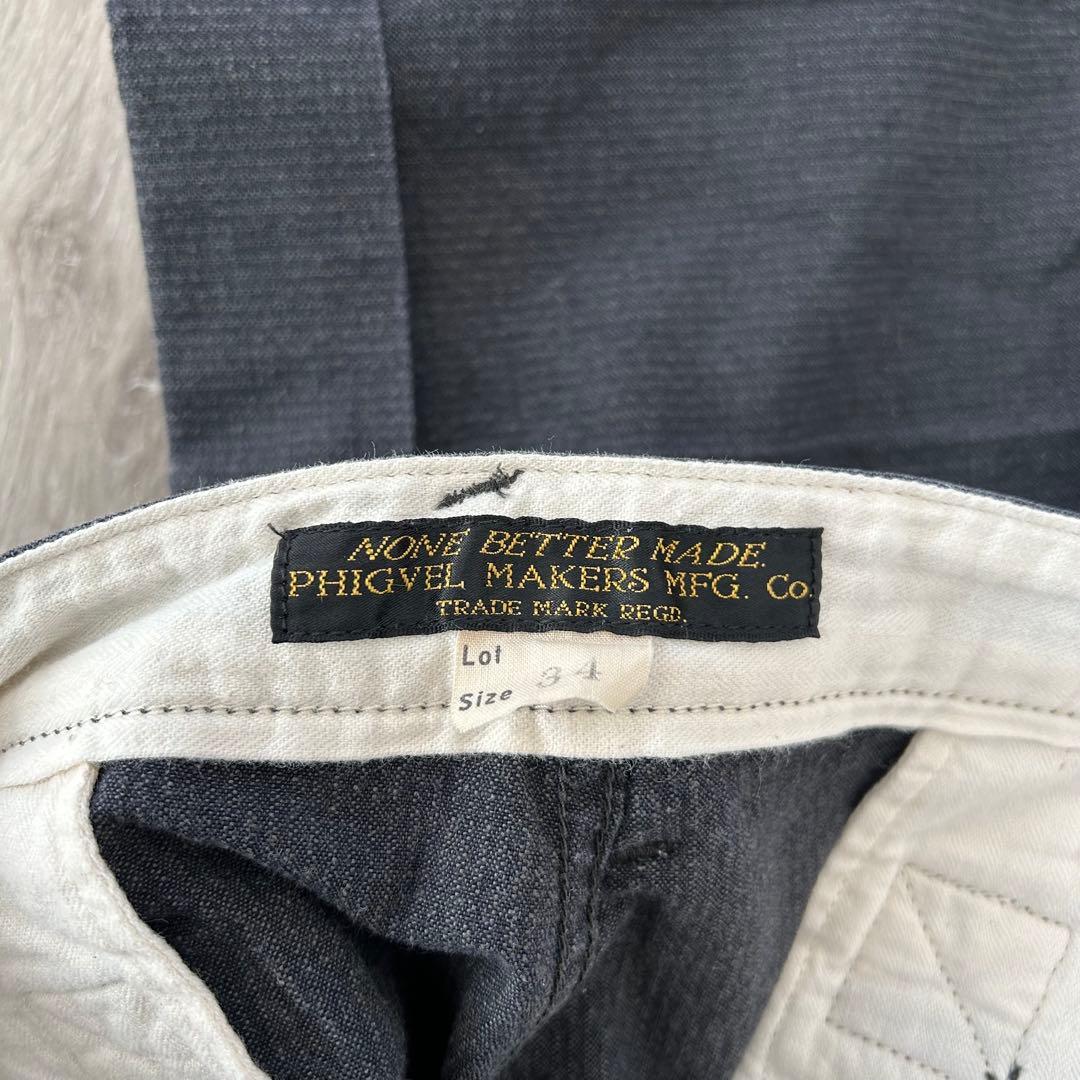 NONE BETTER MADE.
PHIGVEL MAKERS MFG. Co.
TRADE MARK REGD.
Lot
Size 34